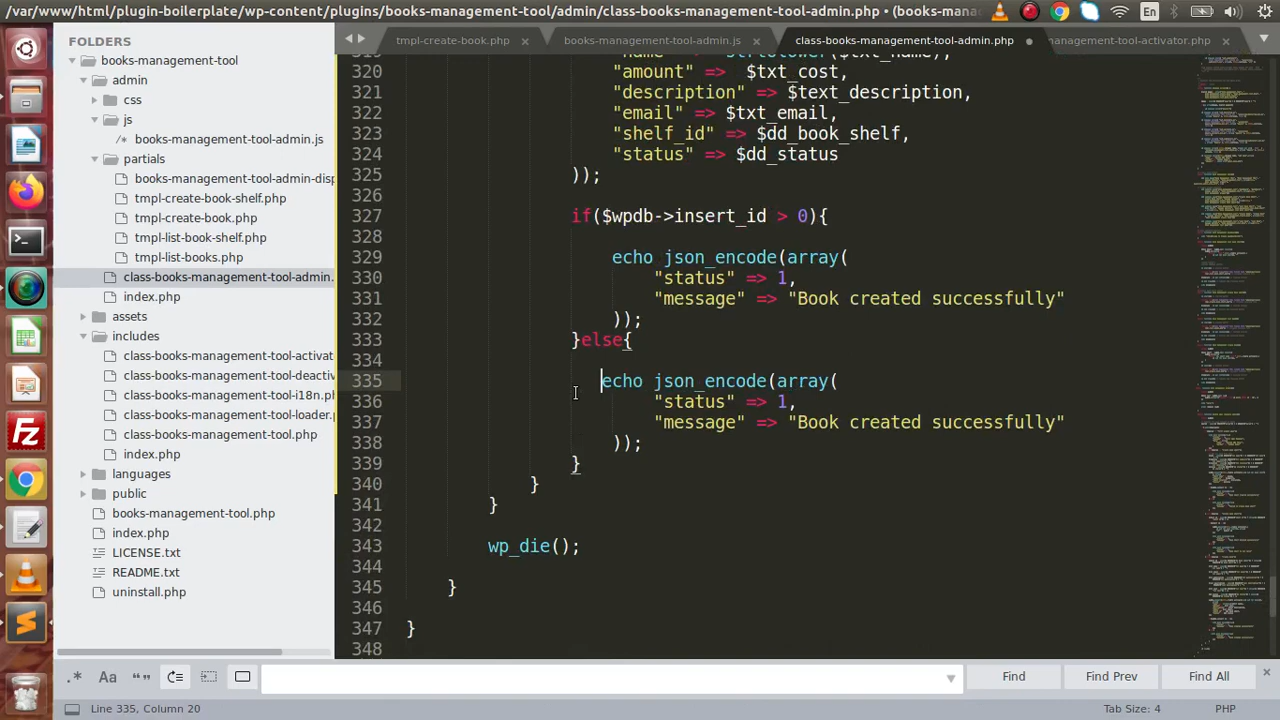 /var/www/html/plugin-boilerplate/wp-content/plugins/books-management-tool/admin/class-books-management-tool-admin.php • (books-mana
En
FOLDERS
books-management-tool
admin
css
js
books-management-tool-admin.js
partials
books-management-tool-admin-disp
tmpl-create-book-shelf.php
tmpl-create-book.php
tmpl-list-book-shelf.php
tmpl-list-books.php
class-books-management-tool-admin.
index.php
assets
includes
class-books-management-tool-activat
class-books-management-tool-deactiv
class-books-management-tool-i18n.ph
class-books-management-tool-loader.
class-books-management-tool.php
index.php
languages
public
books-management-tool.php
index.php
LICENSE.txt
README.txt
uninstall.php
tmpl-create-book.php × books-management-tool-admin.js × class-books-management-tool-admin.php • management-tool-activator.php ×
320 "amount" => $txt_cost,
321 "description" => $text_description,
322 "email" => $txt_email,
323 "shelf_id" => $dd_book_shelf,
324 "status" => $dd_status
325 ));
326
327 if($wpdb->insert_id > 0){
328
329 echo json_encode(array(
330 "status" => 1,
331 "message" => "Book created successfully"
332 ));
333 }else{
334
335 echo json_encode(array(
336 "status" => 1,
337 "message" => "Book created successfully"
338 ));
339 }
340 }
341 }
342
343 wp_die();
344
345 }
346
347 }
348
.* Aa “ ” Find Find Prev Find All ×
Line 335, Column 20 Tab Size: 4 PHP